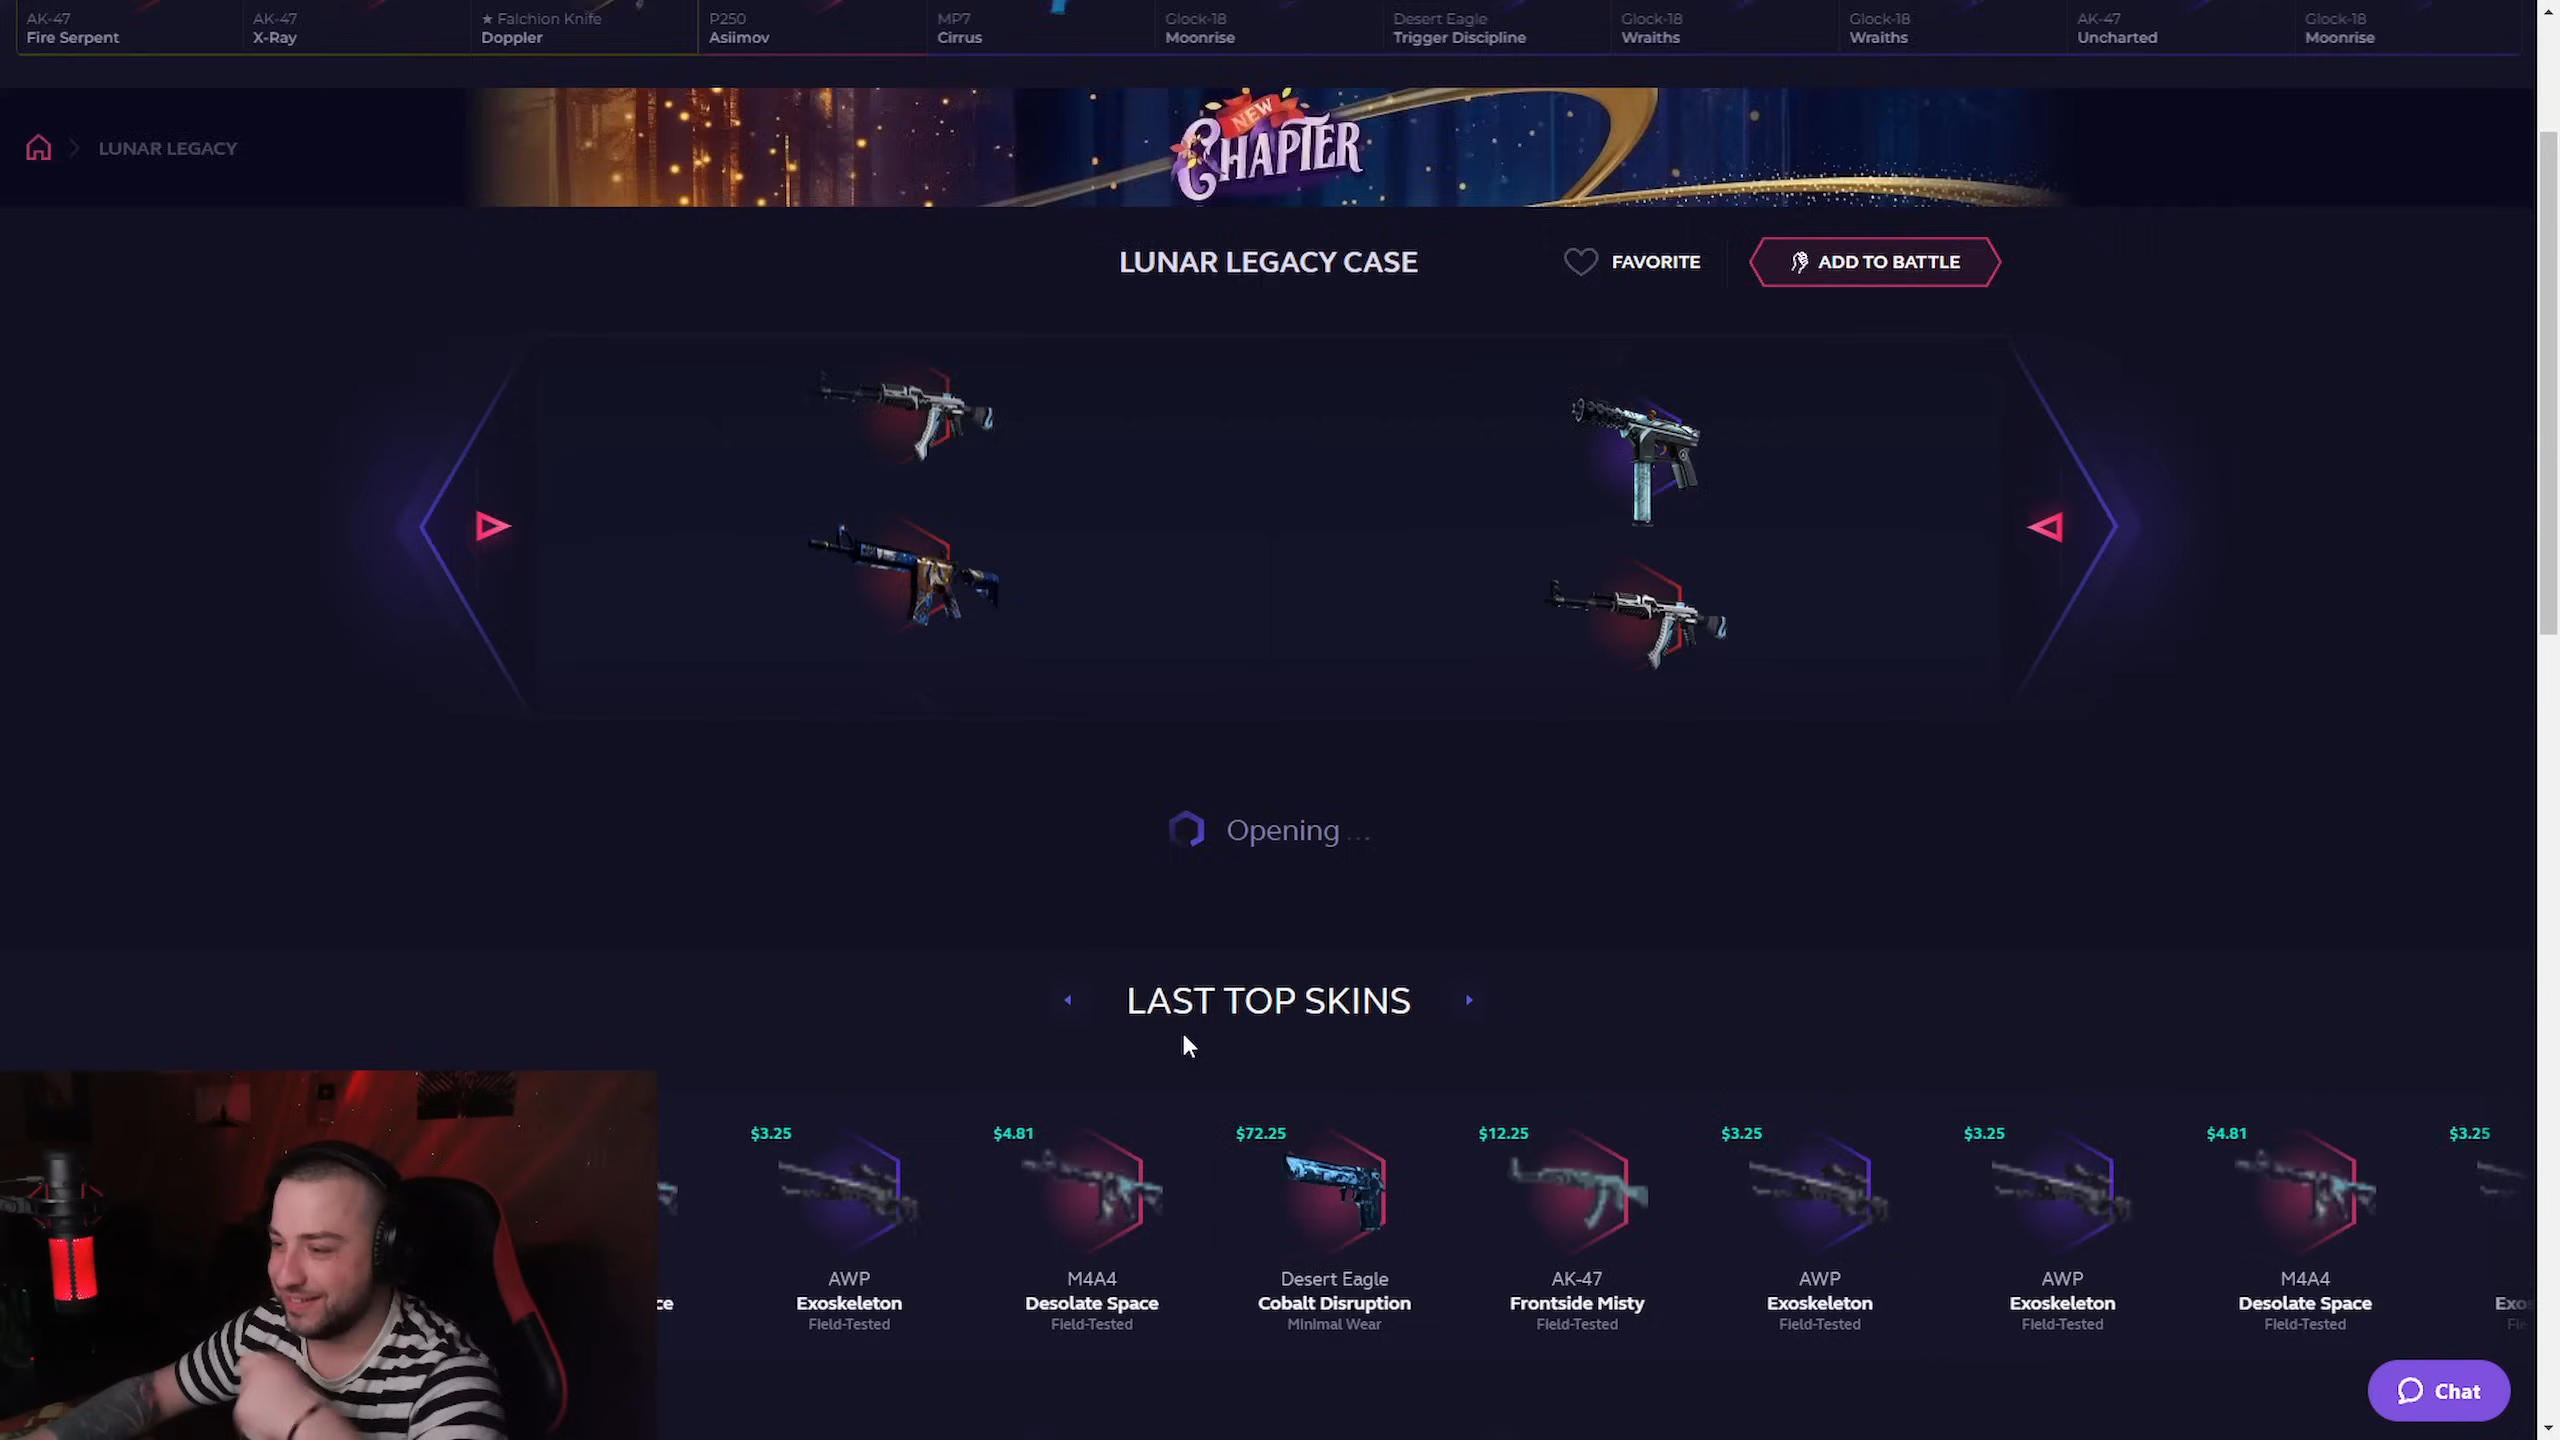 AK-47
Fire Serpent
AK-47
X-Ray
★ Falchion Knife
Doppler
P250
Asiimov
MP7
Cirrus
Glock-18
Moonrise
Desert Eagle
Trigger Discipline
Glock-18
Wraiths
Glock-18
Wraiths
AK-47
Uncharted
Glock-18
Moonrise
LUNAR LEGACY
NEW
CHAPTER
LUNAR LEGACY CASE
FAVORITE
ADD TO BATTLE
Opening ...
LAST TOP SKINS
ce
$3.25
AWP
Exoskeleton
Field-Tested
$4.81
M4A4
Desolate Space
Field-Tested
$72.25
Desert Eagle
Cobalt Disruption
Minimal Wear
$12.25
AK-47
Frontside Misty
Field-Tested
$3.25
AWP
Exoskeleton
Field-Tested
$3.25
AWP
Exoskeleton
Field-Tested
$4.81
M4A4
Desolate Space
Field-Tested
$3.25
Exo
Chat